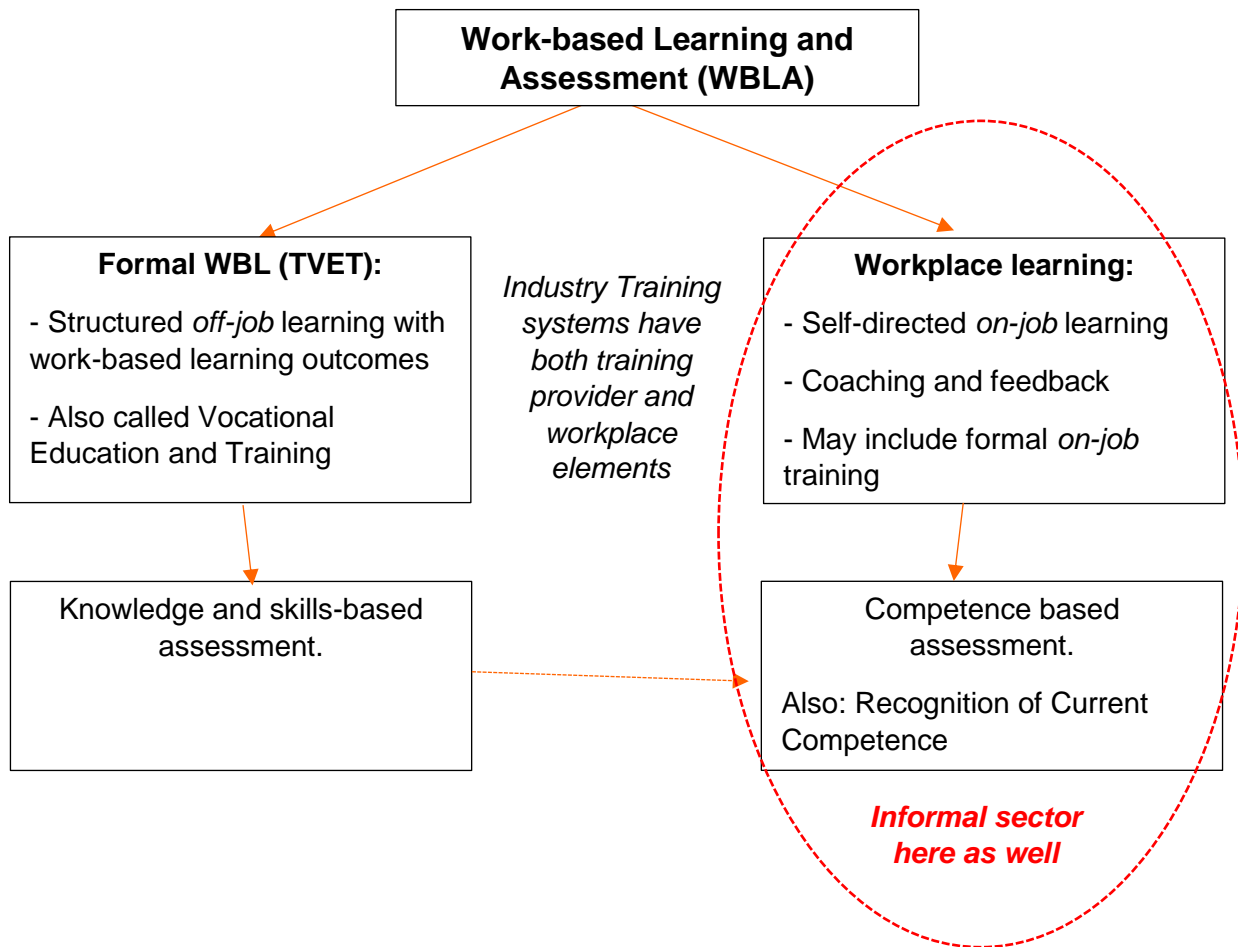 Work-based Learning and
Assessment (WBLA)
Formal WBL (TVET):
- Structured off-job learning with
work-based learning outcomes
- Also called Vocational
Education and Training
Industry Training
systems have
both training
provider and
workplace
elements
Workplace learning:
- Self-directed on-job learning
- Coaching and feedback
- May include formal on-job
training
Knowledge and skills-based
assessment.
Competence based
assessment.
Also: Recognition of Current
Competence
Informal sector
here as well